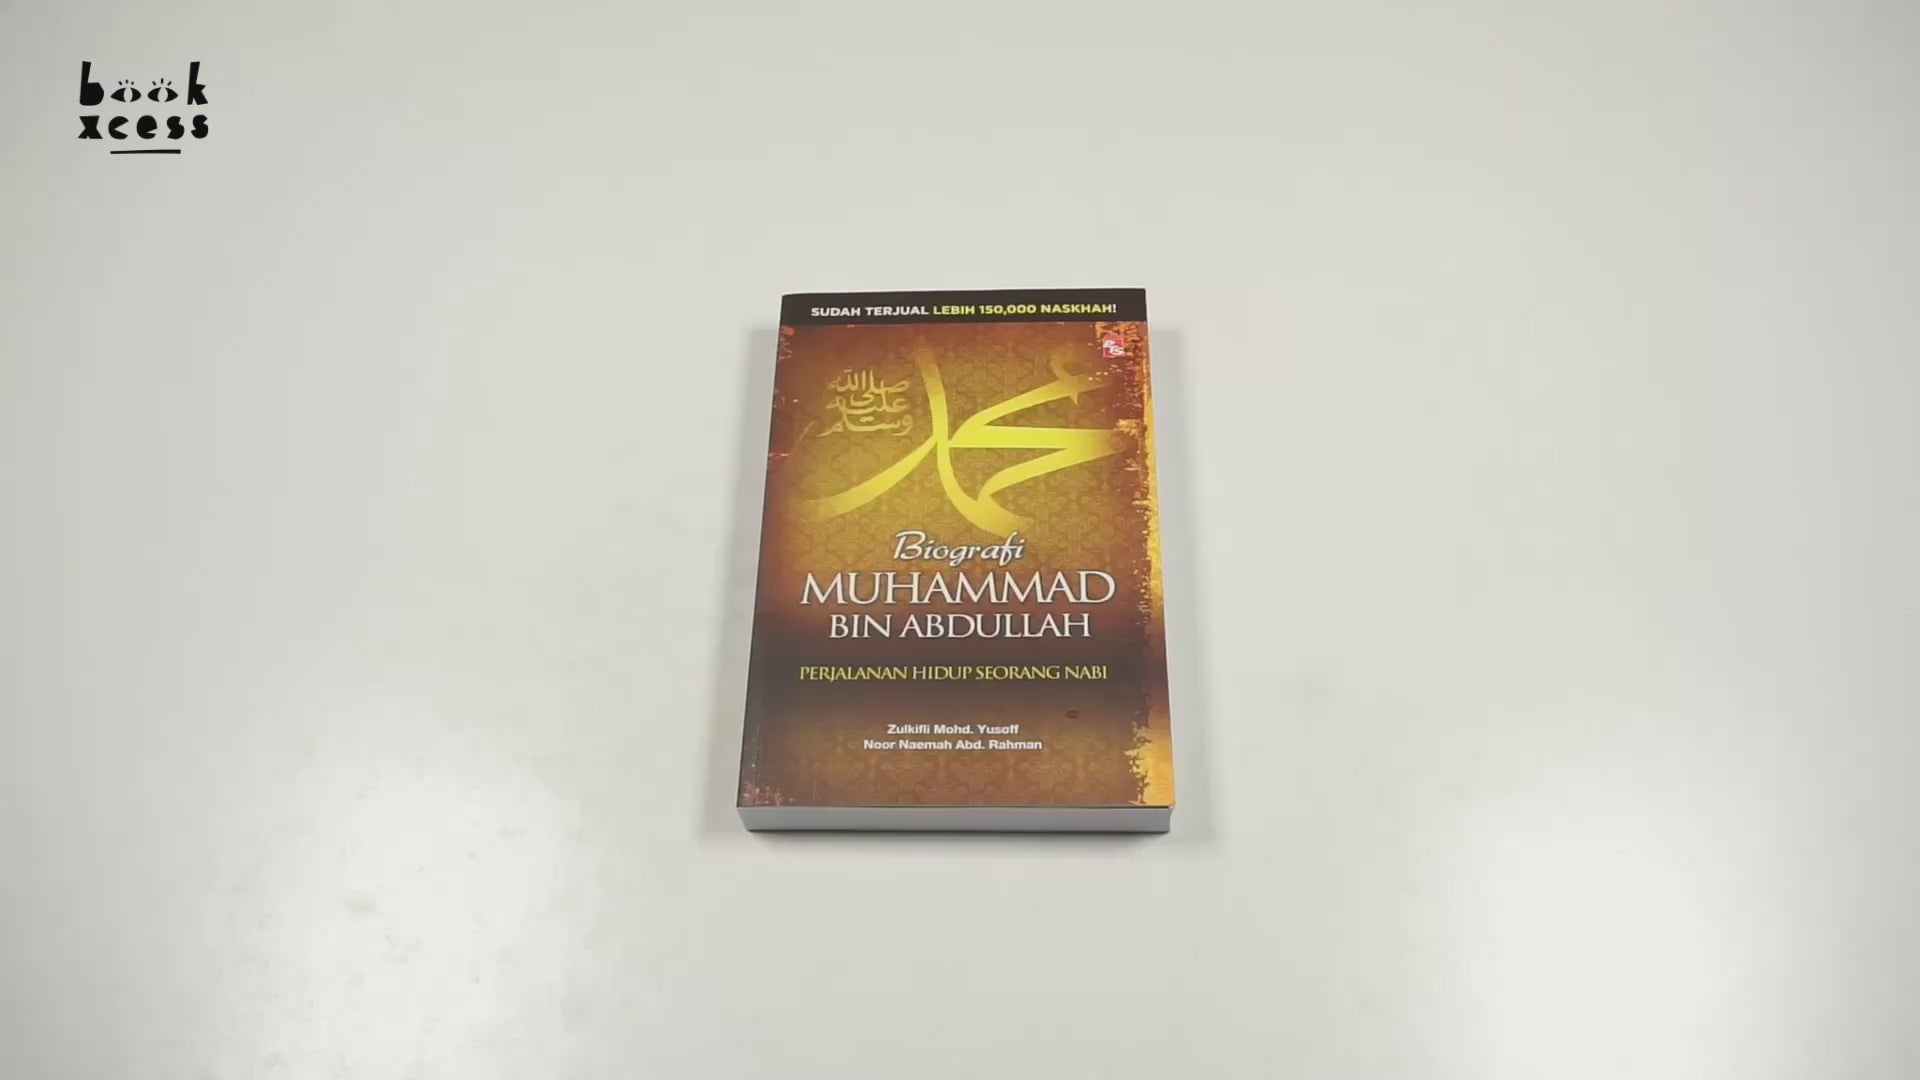 book
xcess
SUDAH TERJUAL LEBIH 150,000 NASKHAH!
PTS
محمد
صلى الله
عليه
وسلم
Biografi
MUHAMMAD
BIN ABDULLAH
PERJALANAN HIDUP SEORANG NABI
Zulkifli Mohd. Yusoff
Noor Naemah Abd. Rahman